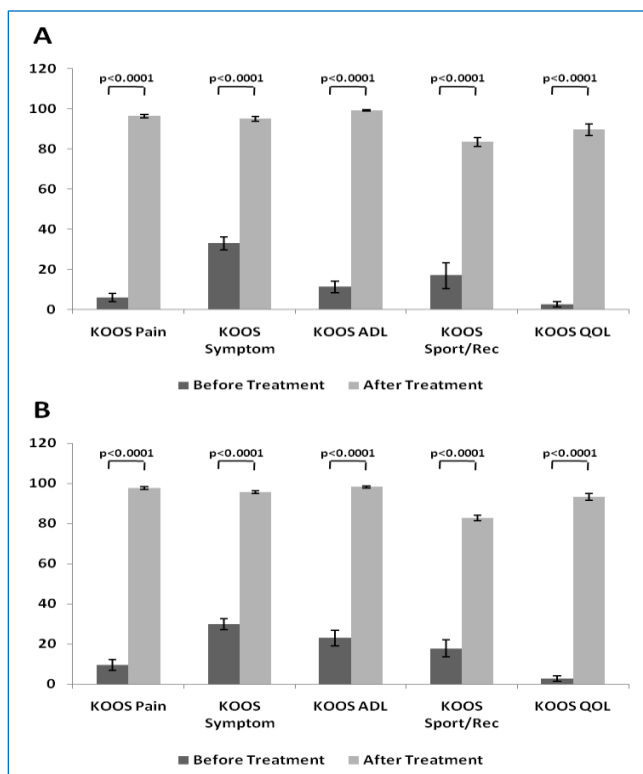 A
120
p<0.0001 p<0.0001 p<0.0001 p<0.0001 p<0.0001
100
80
60
40
20
0
KOOS Pain KOOS Symptom KOOS ADL KOOS Sport/Rec KOOS QOL
Before Treatment After Treatment
B
120
p<0.0001 p<0.0001 p<0.0001 p<0.0001 p<0.0001
100
80
60
40
20
0
KOOS Pain KOOS Symptom KOOS ADL KOOS Sport/Rec KOOS QOL
Before Treatment After Treatment